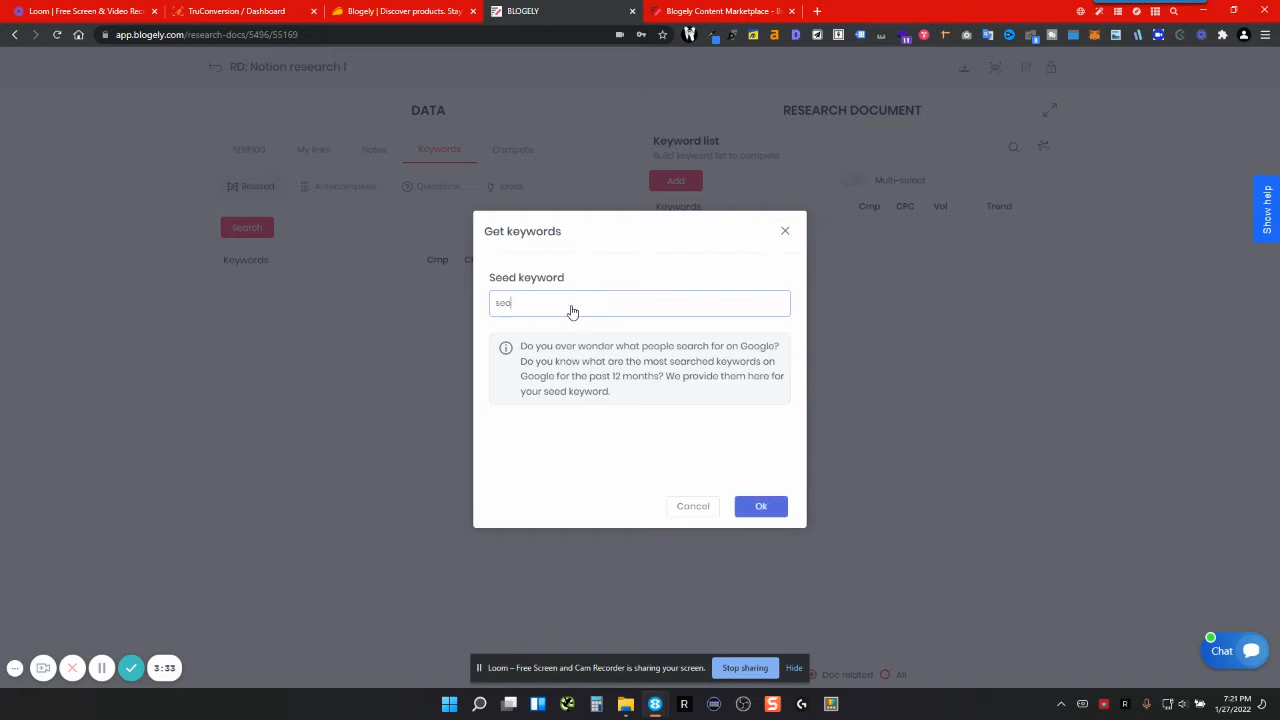 Loom | Free Screen & Video Rec
TruConversion / Dashboard
Blogely | Discover products. Stay
BLOGELY
Blogely Content Marketplace - B
app.blogely.com/research-docs/5496/55169
RD: Notion research 1
DATA
RESEARCH DOCUMENT
SERP100
My links
Notes
Keywords
Compete
Keyword list
Build keyword list to compete
Related
Autocomplete
Questions
Ideas
Add
Multi-select
Keywords
Cmp
CPC
Vol
Trend
Search
Keywords
Cmp
Show help
Get keywords
Seed keyword
seo
Do you ever wonder what people search for on Google?
Do you know what are the most searched keywords on
Google for the past 12 months? We provide them here for
your seed keyword.
Cancel
Ok
Chat
3:33
Loom – Free Screen and Cam Recorder is sharing your screen.
Stop sharing
Hide
Doc related
All
7:21 PM
1/27/2022